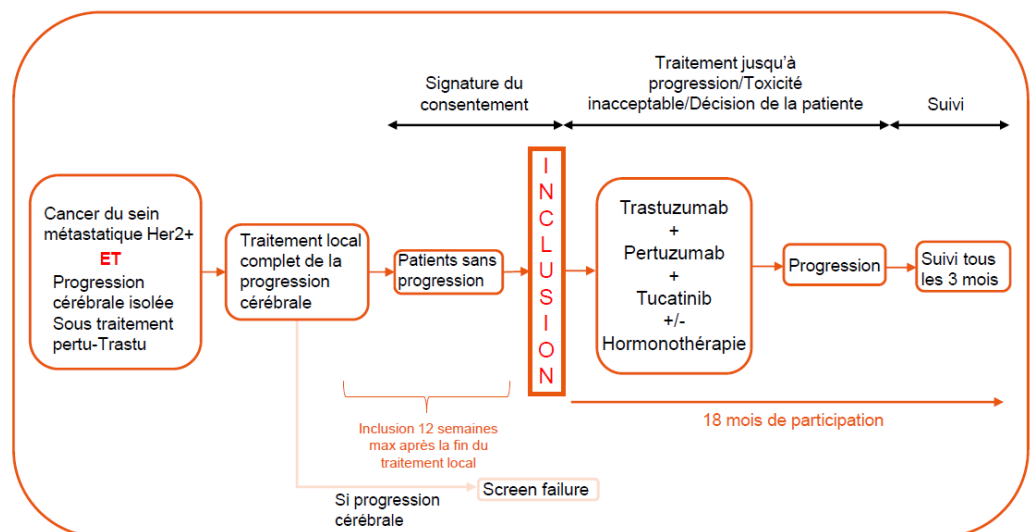 Signature du
consentement
Traitement jusqu'à
progression/Toxicité
inacceptable/Décision de la patiente
Suivi
Cancer du sein
métastatique Her2+
ET
Progression
cérébrale isolée
Sous traitement
pertu-Trastu
Traitement local
complet de la
progression
cérébrale
Patients sans
progression
INCLUSION
Trastuzumab
+
Pertuzumab
+
Tucatinib
+/-
Hormonothérapie
Progression
Suivi tous
les 3 mois
Inclusion 12 semaines
max après la fin du
traitement local
18 mois de participation
Si progression
cérébrale
Screen failure